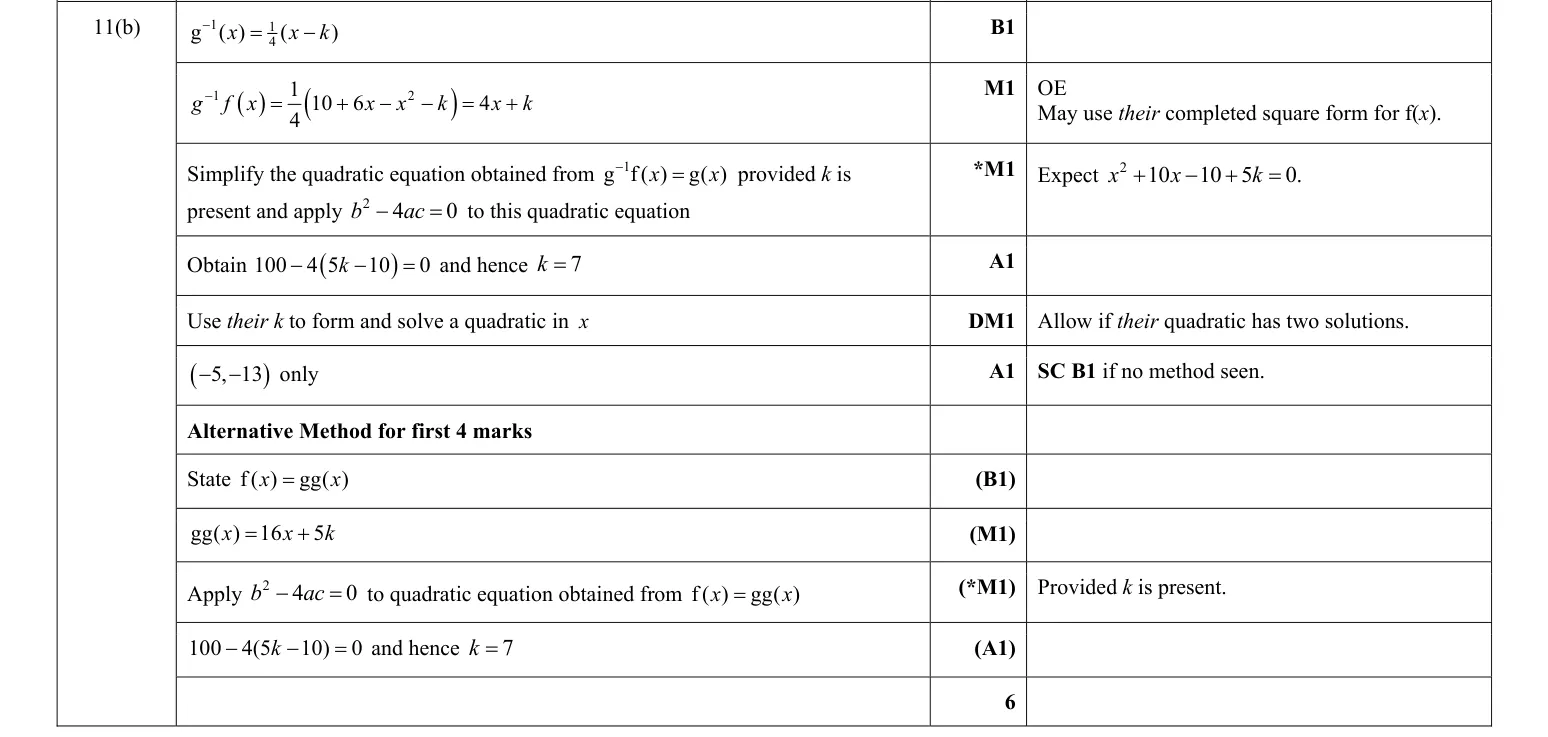 11(b)
g⁻¹(x) = ¼(x − k)
B1
g⁻¹f(x) = 1/4(10 + 6x − x² − k) = 4x + k
M1
OE
May use their completed square form for f(x).
Simplify the quadratic equation obtained from g⁻¹f(x) = g(x) provided k is
present and apply b² − 4ac = 0 to this quadratic equation
*M1
Expect x² + 10x − 10 + 5k = 0.
Obtain 100 − 4(5k − 10) = 0 and hence k = 7
A1
Use their k to form and solve a quadratic in x
DM1
Allow if their quadratic has two solutions.
(−5, −13) only
A1
SC B1 if no method seen.
Alternative Method for first 4 marks
State f(x) = gg(x)
(B1)
gg(x) = 16x + 5k
(M1)
Apply b² − 4ac = 0 to quadratic equation obtained from f(x) = gg(x)
(*M1)
Provided k is present.
100 − 4(5k − 10) = 0 and hence k = 7
(A1)
6